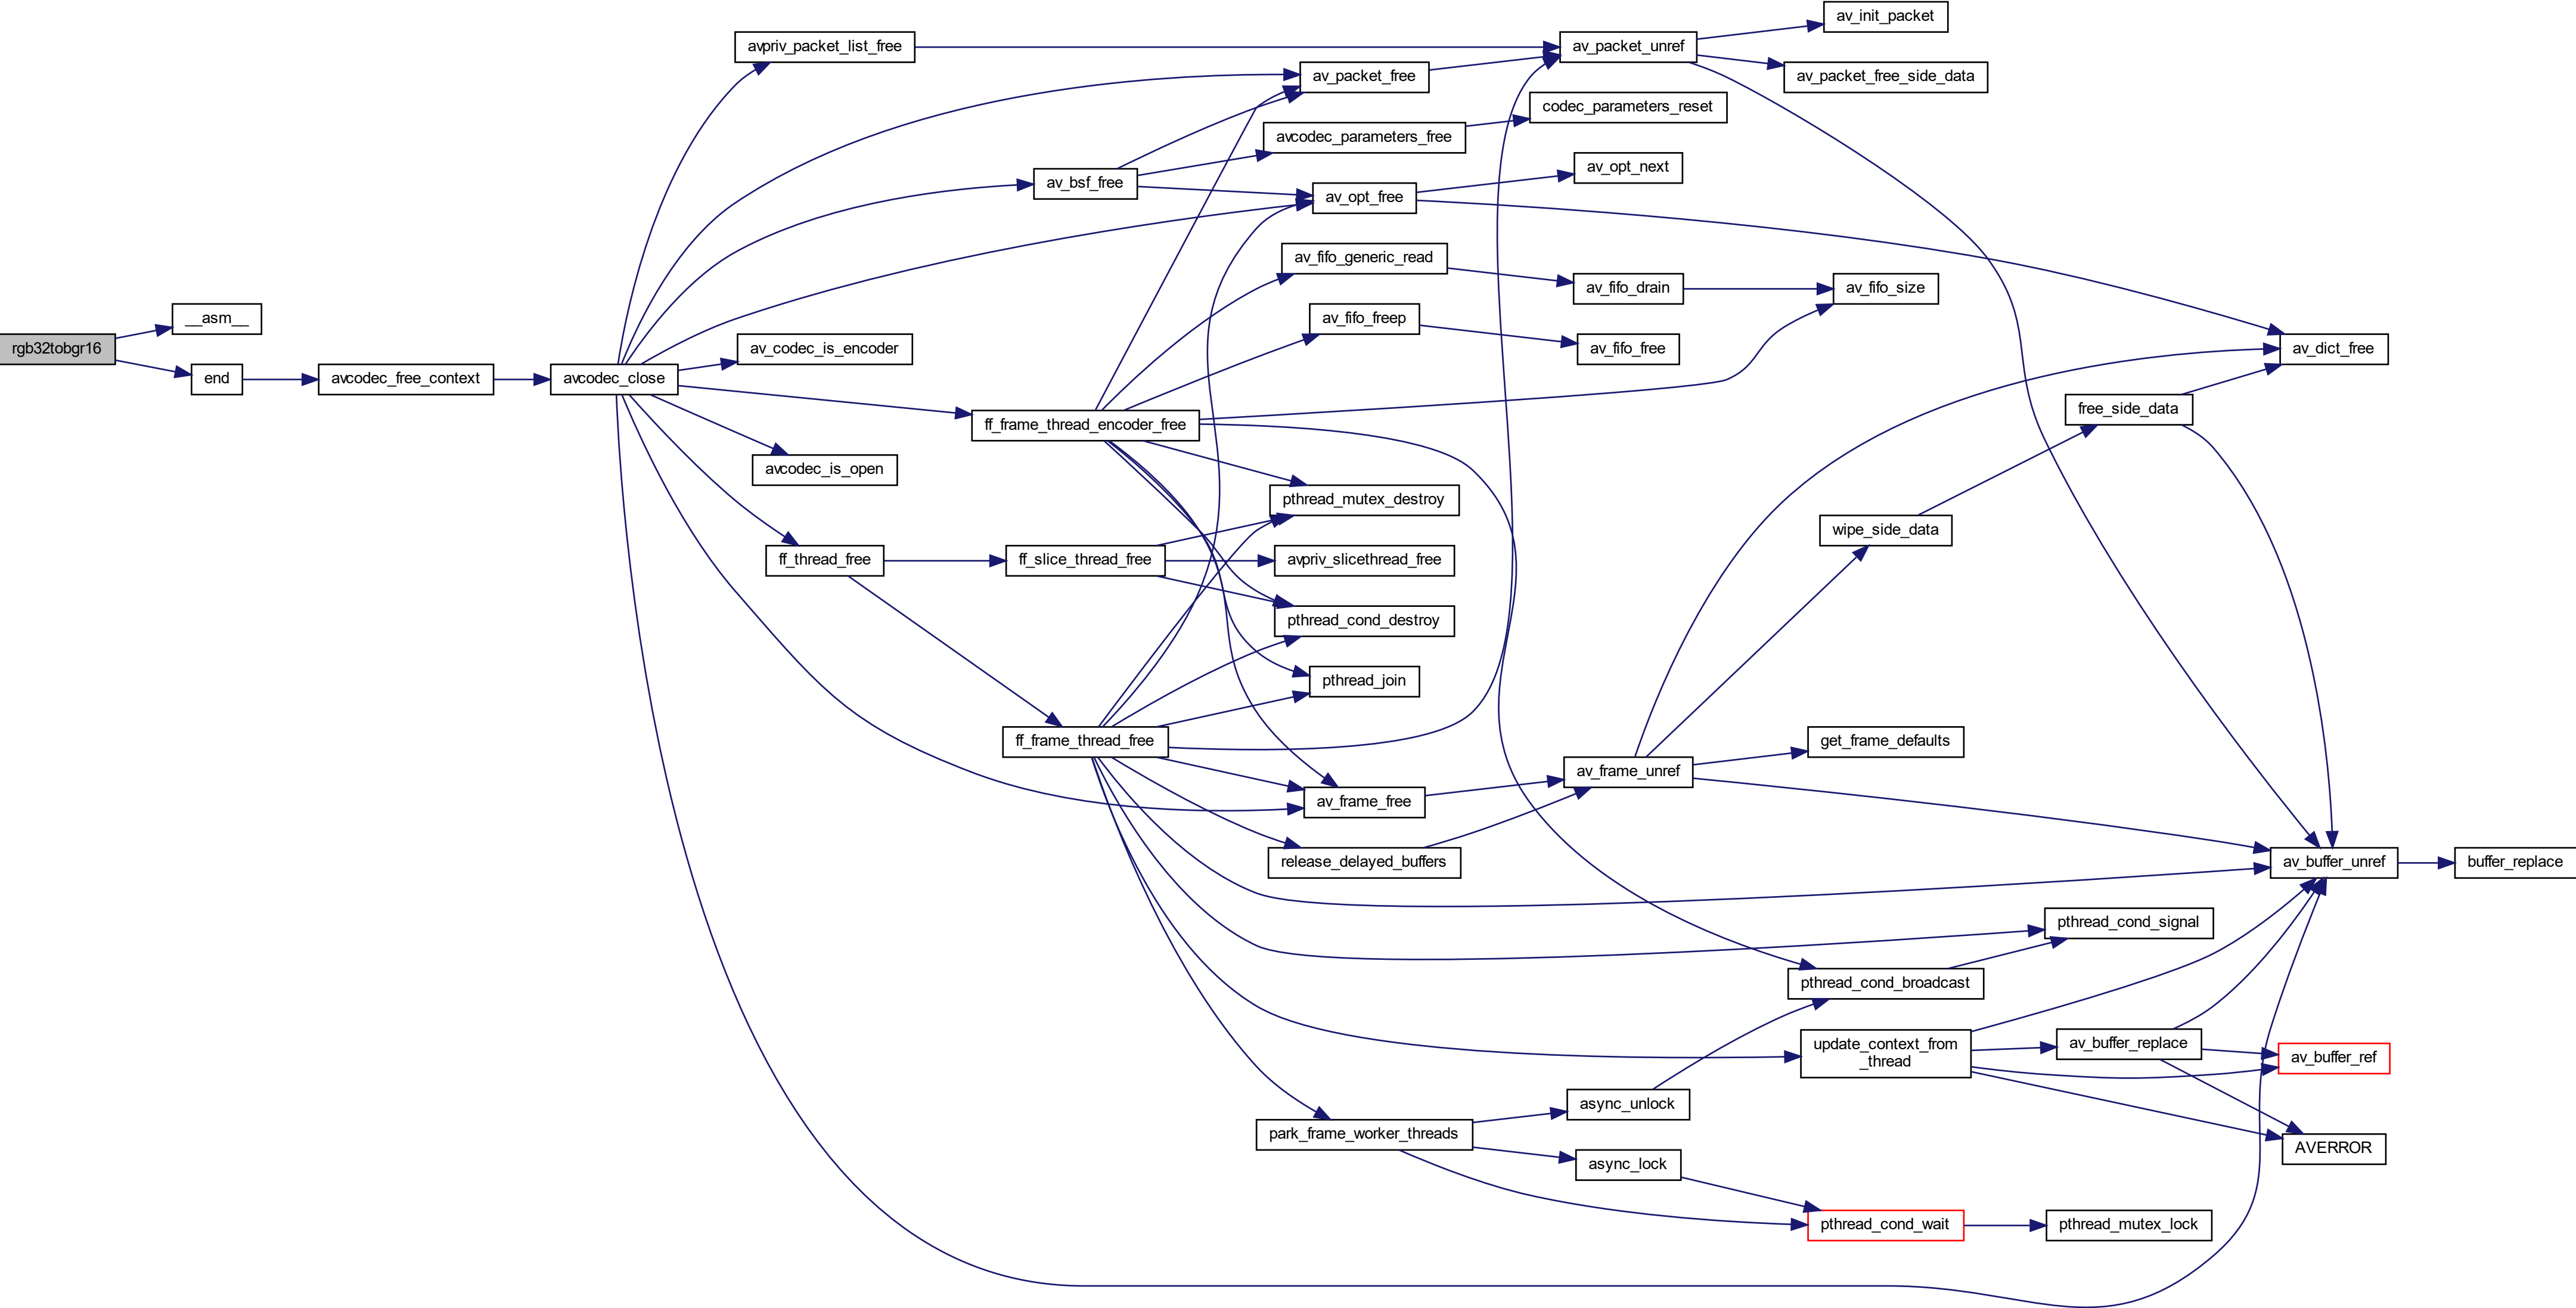 av_init_packet
avpriv_packet_list_free
av_packet_unref
av_packet_free
av_packet_free_side_data
codec_parameters_reset
avcodec_parameters_free
av_opt_next
av_bsf_free
av_opt_free
av_fifo_generic_read
av_fifo_drain
av_fifo_size
__asm__
av_fifo_freep
rgb32tobgr16
av_codec_is_encoder
av_fifo_free
av_dict_free
end
avcodec_free_context
avcodec_close
free_side_data
ff_frame_thread_encoder_free
avcodec_is_open
pthread_mutex_destroy
wipe_side_data
ff_thread_free
ff_slice_thread_free
avpriv_slicethread_free
pthread_cond_destroy
pthread_join
ff_frame_thread_free
get_frame_defaults
av_frame_unref
av_frame_free
release_delayed_buffers
av_buffer_unref
buffer_replace
pthread_cond_signal
pthread_cond_broadcast
update_context_from
_thread
av_buffer_replace
av_buffer_ref
async_unlock
park_frame_worker_threads
AVERROR
async_lock
pthread_cond_wait
pthread_mutex_lock